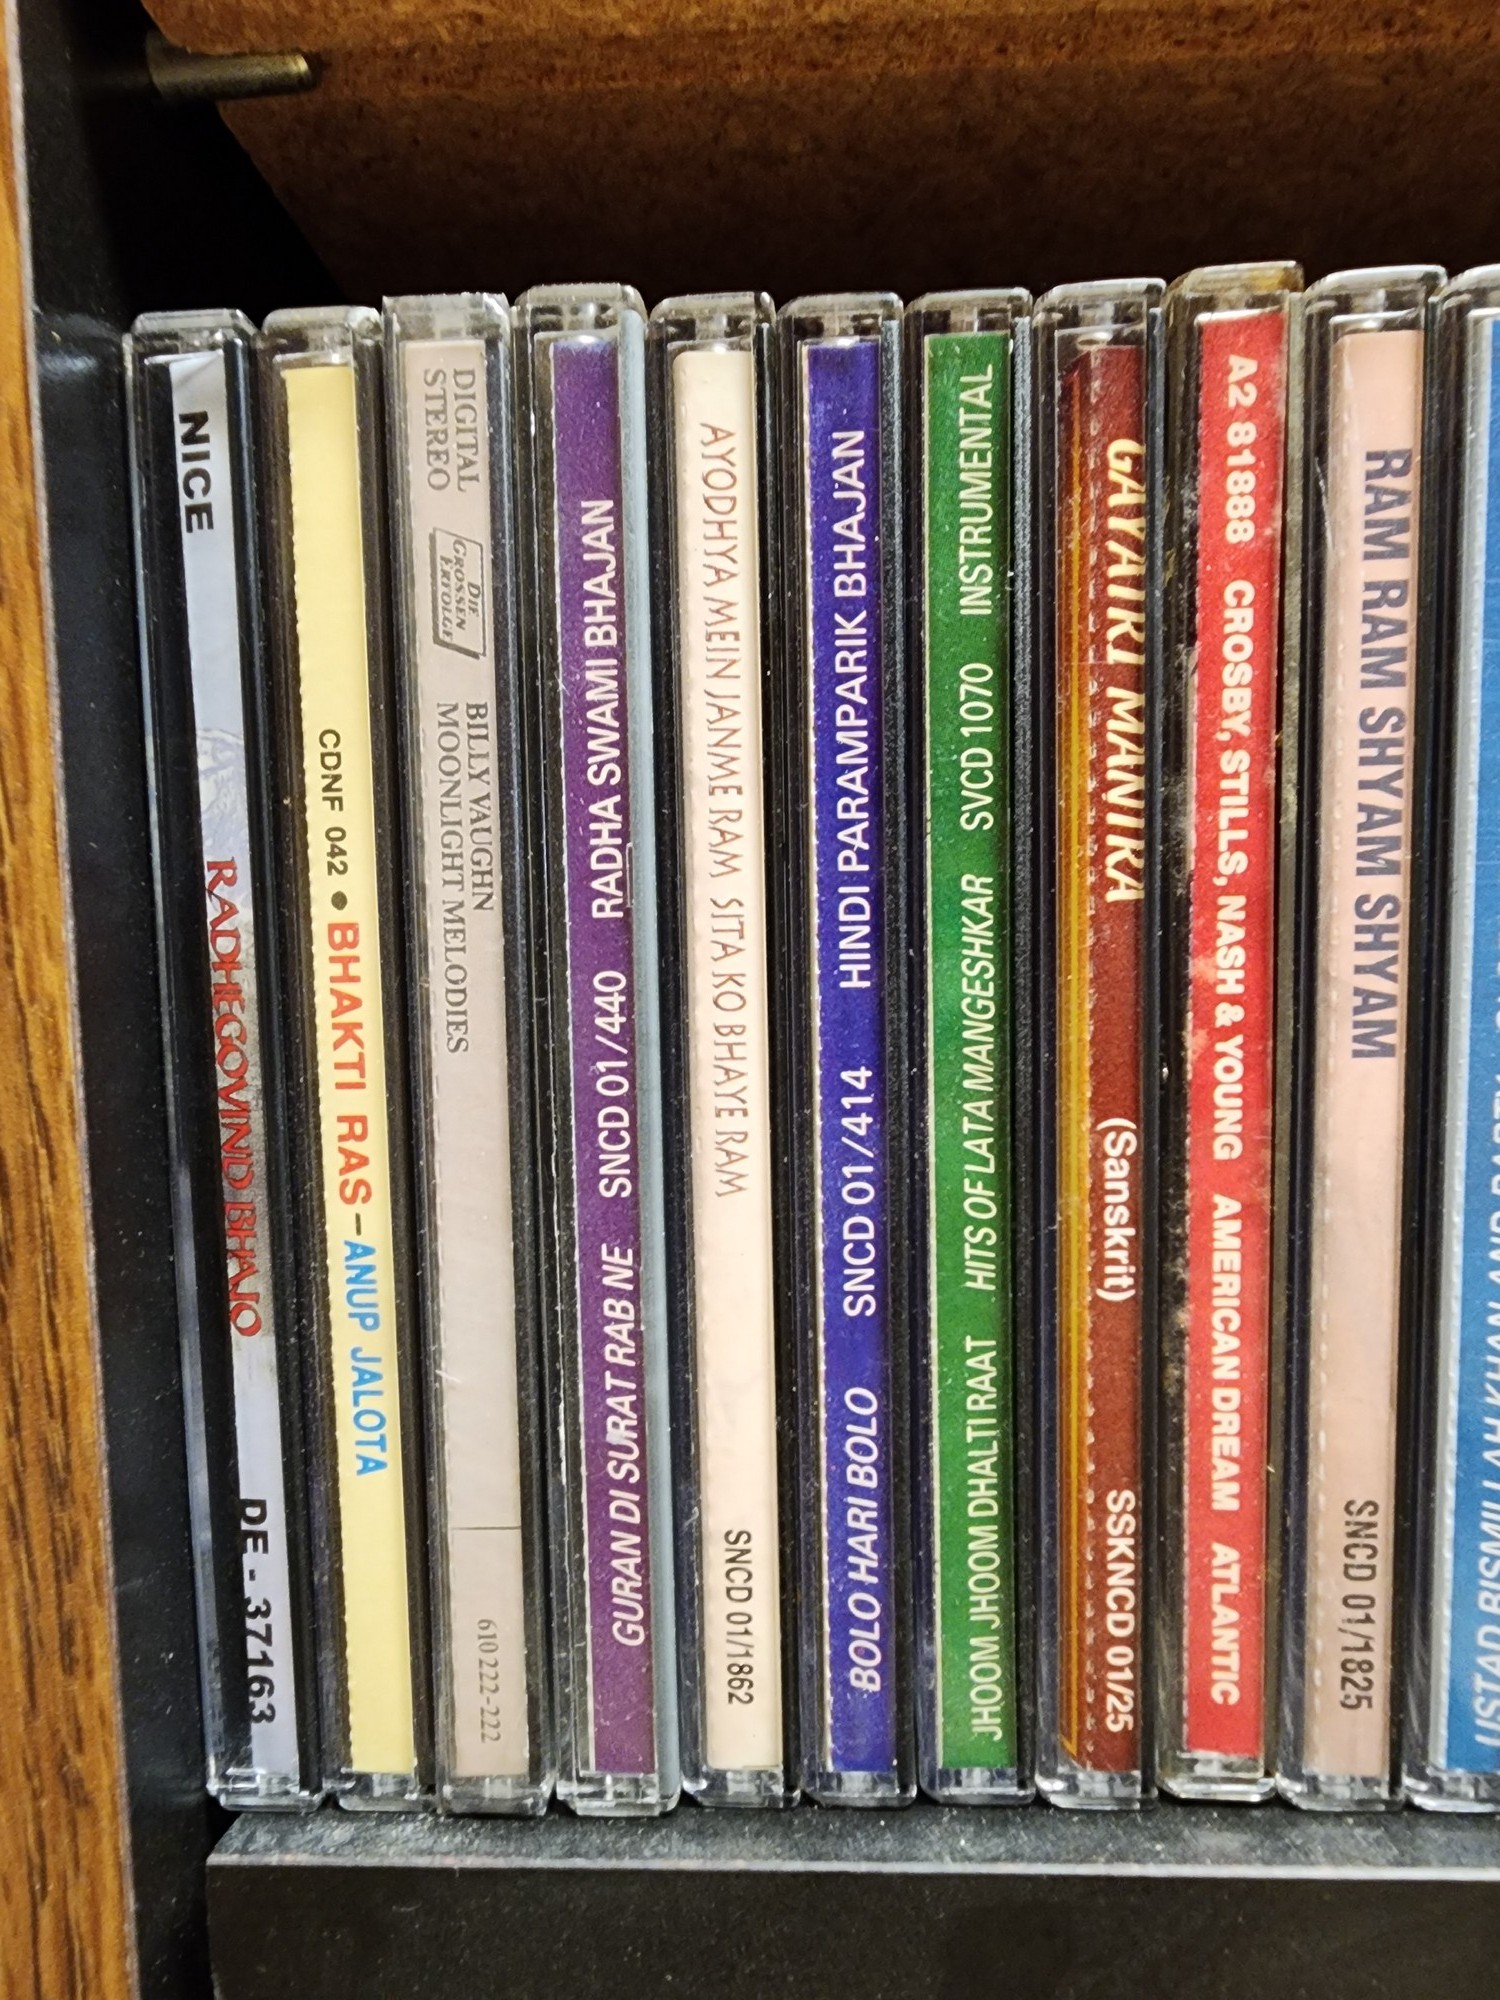 NICE
RADHEGOVIND BHAJO
DE - 37163
CDNF 042 • BHAKTI RAS – ANUP JALOTA
DIGITAL
STEREO
DIE
GROSSEN
ERFOLGE
BILLY VAUGHN
MOONLIGHT MELODIES
610 222-222
GURAN DI SURAT RAB NE SNCD 01/440 RADHA SWAMI BHAJAN
AYODHYA MEIN JANME RAM SITA KO BHAYE RAM
SNCD 01/1862
BOLO HARI BOLO SNCD 01/414 HINDI PARAMPARIK BHAJAN
JHOOM JHOOM DHALTI RAAT HITS OF LATA MANGESHKAR SVCD 1070 INSTRUMENTAL
GAYATRI MANTRA (Sanskrit) SSKNCD 01/25
A2 81888 CROSBY, STILLS, NASH & YOUNG AMERICAN DREAM ATLANTIC
RAM RAM SHYAM SHYAM
SNCD 01/1825
USTAD BISMILLAH KHAN AND